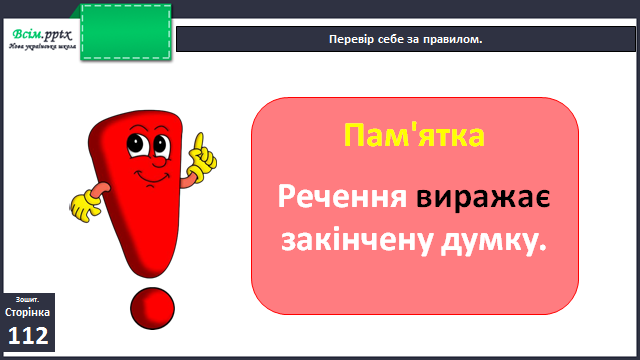 Всім.pptx
Нова українська школа
Перевір себе за правилом.
Пам'ятка
Речення виражає
закінчену думку.
Зошит.
Сторінка
112